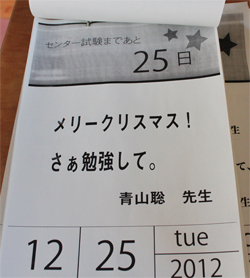 センター試験まであと
25日
メリークリスマス！
さぁ勉強して。
青山聡 先生
12 25 tue
2012